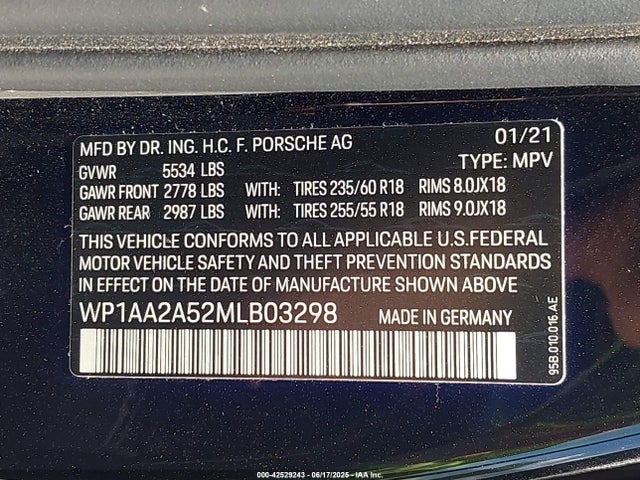 MFD BY DR. ING. H.C. F. PORSCHE AG 01/21
GVWR 5534 LBS TYPE: MPV
GAWR FRONT 2778 LBS WITH: TIRES 235/60 R18 RIMS 8.0JX18
GAWR REAR 2987 LBS WITH: TIRES 255/55 R18 RIMS 9.0JX18
THIS VEHICLE CONFORMS TO ALL APPLICABLE U.S.FEDERAL
MOTOR VEHICLE SAFETY AND THEFT PREVENTION STANDARDS
IN EFFECT ON THE DATE OF MANUFACTURE SHOWN ABOVE
WP1AA2A52MLB03298 MADE IN GERMANY
95B.010.016.AE
000-42529243 - 06/17/2025 - IAA Inc.